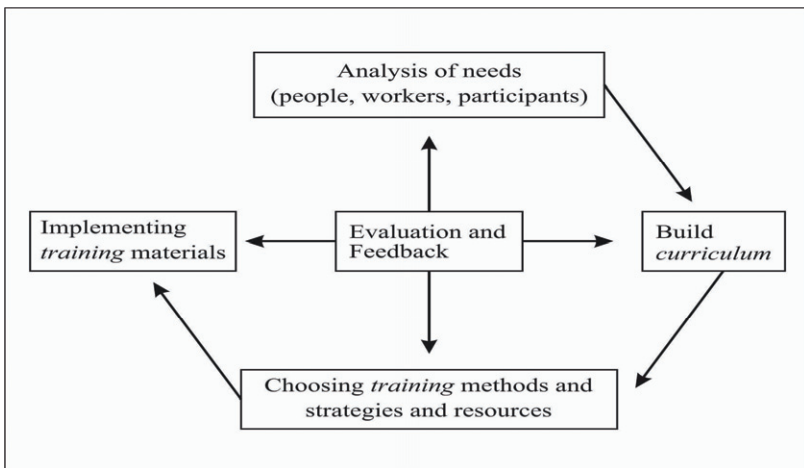 Analysis of needs
(people, workers, participants)
Implementing
training materials
Evaluation and
Feedback
Build
curriculum
Choosing training methods and
strategies and resources